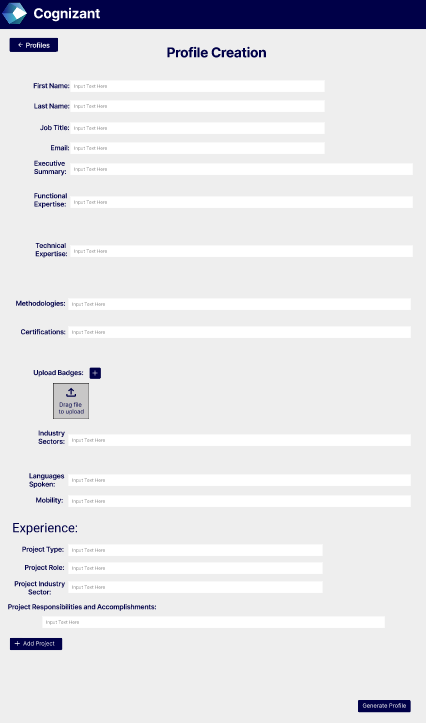 Cognizant
← Profiles
Profile Creation
First Name: Input Text Here
Last Name: Input Text Here
Job Title: Input Text Here
Email: Input Text Here
Executive
Summary: Input Text Here
Functional
Expertise: Input Text Here
Technical
Expertise: Input Text Here
Methodologies: Input Text Here
Certifications: Input Text Here
Upload Badges: +
Drag file
to upload
Industry
Sectors: Input Text Here
Languages
Spoken: Input Text Here
Mobility: Input Text Here
Experience:
Project Type: Input Text Here
Project Role: Input Text Here
Project Industry
Sector: Input Text Here
Project Responsibilities and Accomplishments:
Input Text Here
+ Add Project
Generate Profile